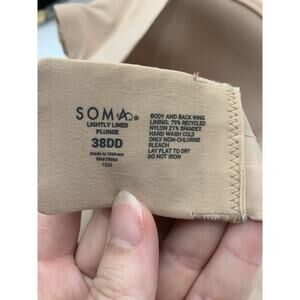 SOMA®
LIGHTLY LINED
PLUNGE
38DD
Made in Vietnam
1222
BODY AND BACK WING
LINING: 79% RECYCLED
NYLON 21% SPANDEX
HAND WASH COLD
ONLY NON-CHLORINE
BLEACH
LAY FLAT TO DRY
DO NOT IRON